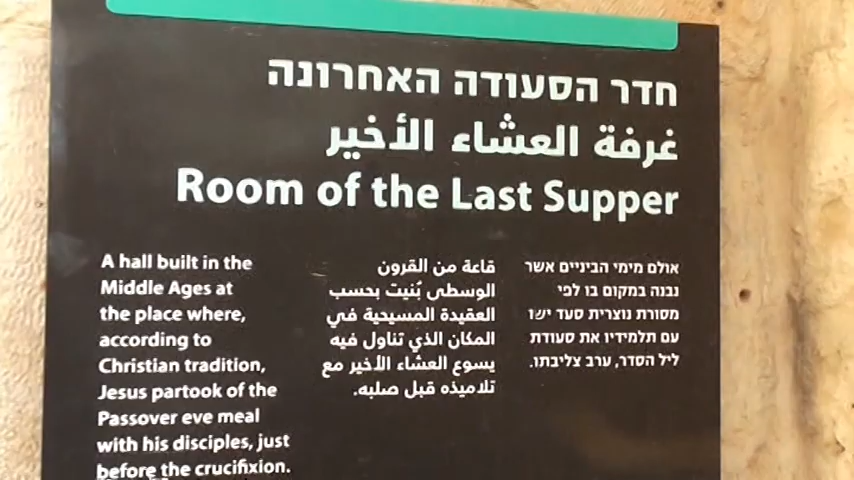 חדר הסעודה האחרונה
غرفة العشاء الأخير
Room of the Last Supper
A hall built in the
Middle Ages at
the place where,
according to
Christian tradition,
Jesus partook of the
Passover eve meal
with his disciples, just
before the crucifixion.
قاعة من القرون
الوسطى بُنيت بحسب
العقيدة المسيحية في
المكان الذي تناول فيه
يسوع العشاء الأخير مع
تلاميذه قبل صلبه.
אולם מימי הביניים אשר
נבנה במקום בו לפי
מסורת נוצרית סעד ישו
עם תלמידיו את סעודת
ליל הסדר, ערב צליבתו.